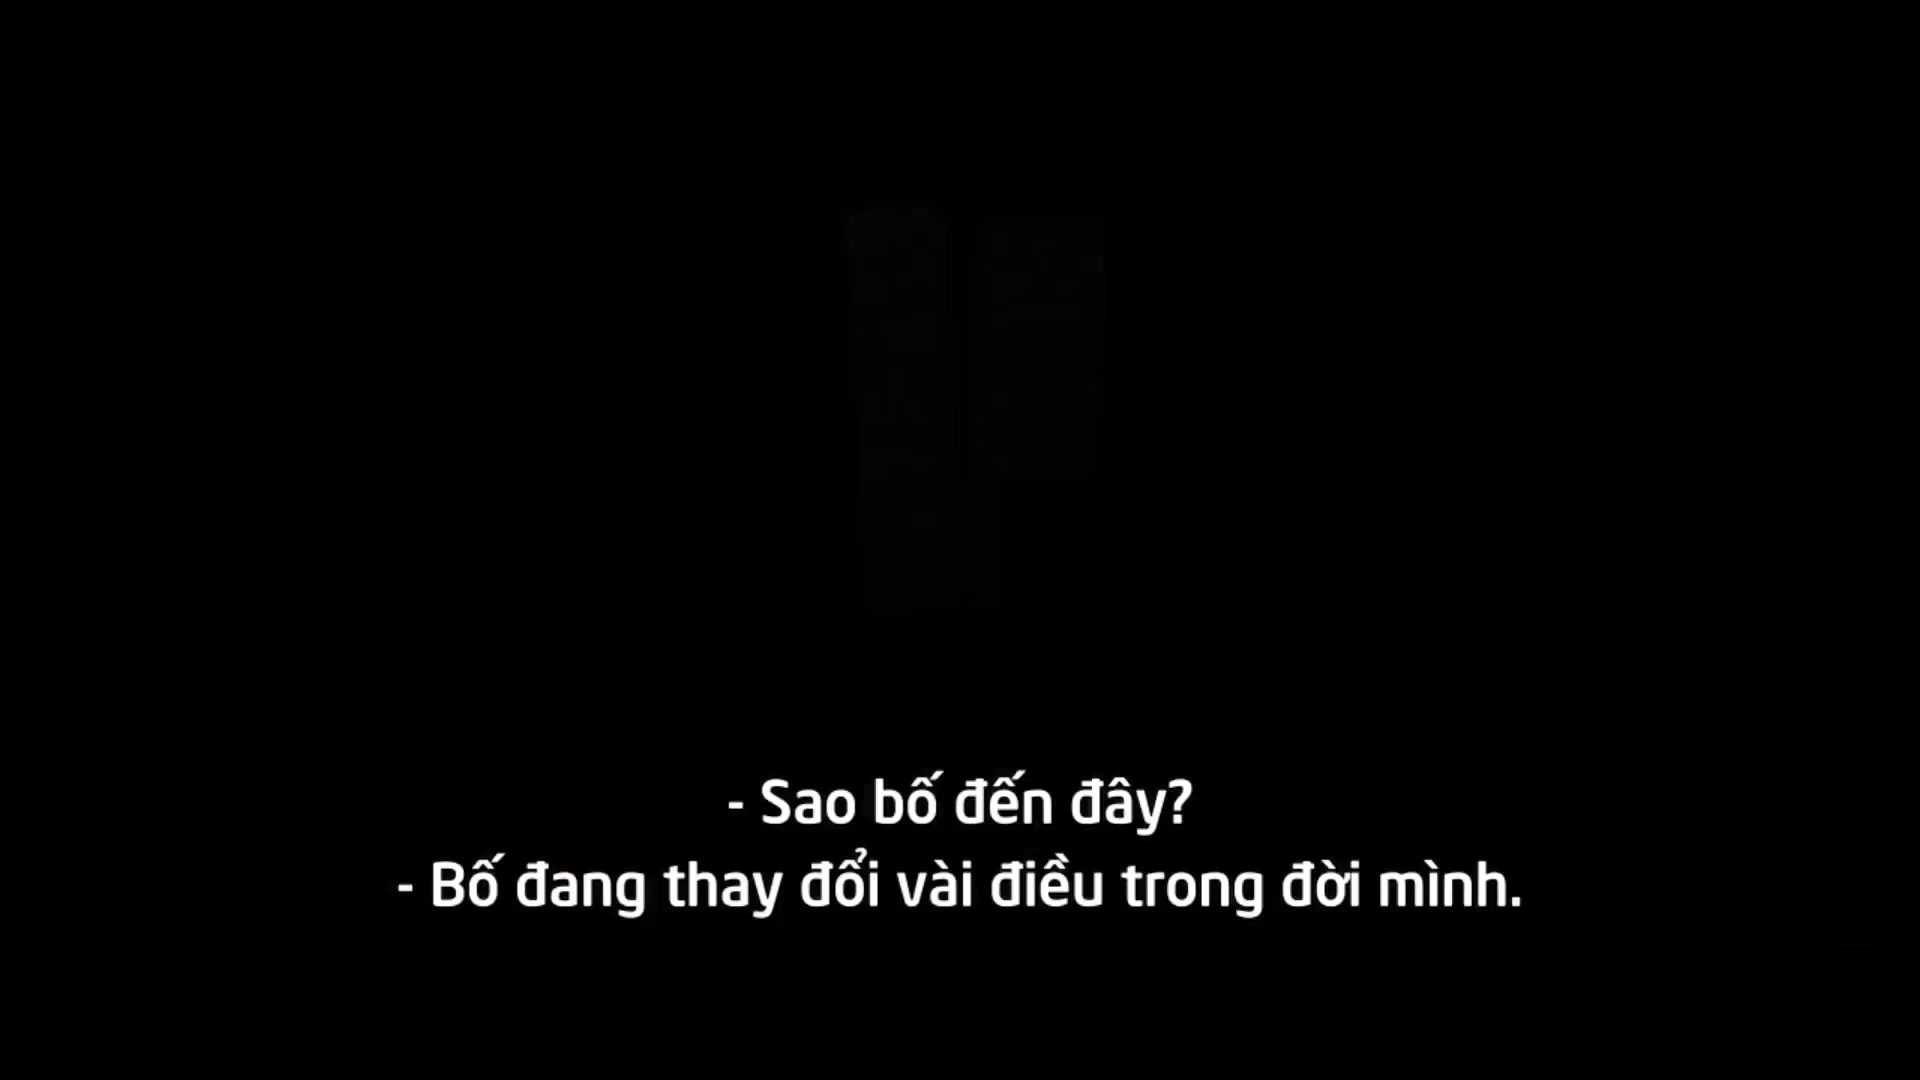 - Sao bố đến đây?
- Bố đang thay đổi vài điều trong đời mình.